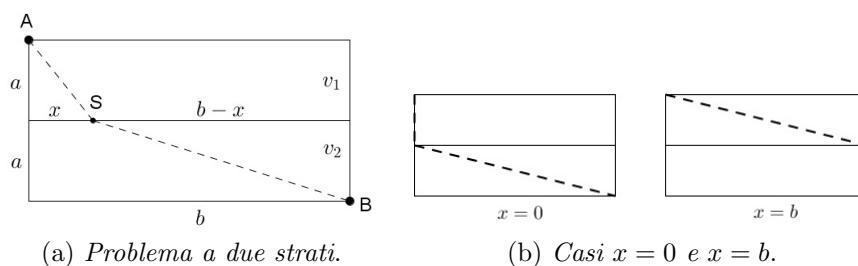 A
a
v₁
x
S
b − x
a
v₂
B
b
x = 0
x = b
(a) Problema a due strati.
(b) Casi x = 0 e x = b.